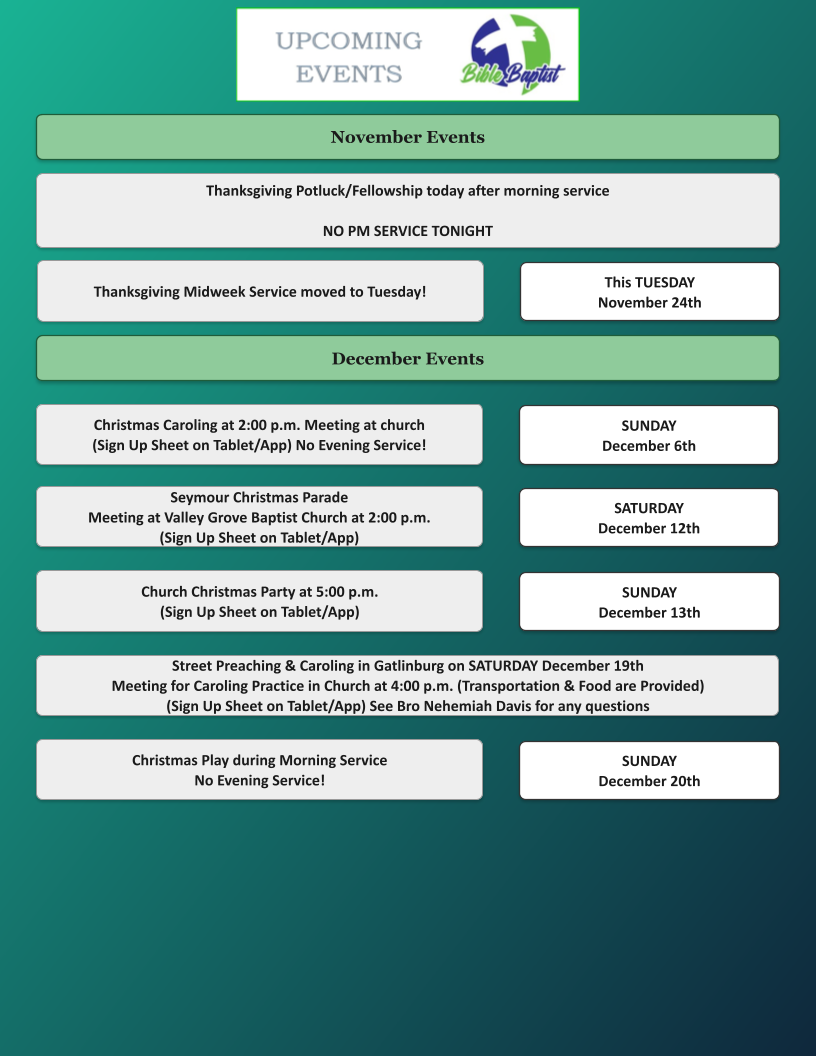 UPCOMING
EVENTS
Bible Baptist
November Events
Thanksgiving Potluck/Fellowship today after morning service
NO PM SERVICE TONIGHT
Thanksgiving Midweek Service moved to Tuesday!
This TUESDAY
November 24th
December Events
Christmas Caroling at 2:00 p.m. Meeting at church
(Sign Up Sheet on Tablet/App) No Evening Service!
SUNDAY
December 6th
Seymour Christmas Parade
Meeting at Valley Grove Baptist Church at 2:00 p.m.
(Sign Up Sheet on Tablet/App)
SATURDAY
December 12th
Church Christmas Party at 5:00 p.m.
(Sign Up Sheet on Tablet/App)
SUNDAY
December 13th
Street Preaching & Caroling in Gatlinburg on SATURDAY December 19th
Meeting for Caroling Practice in Church at 4:00 p.m. (Transportation & Food are Provided)
(Sign Up Sheet on Tablet/App) See Bro Nehemiah Davis for any questions
Christmas Play during Morning Service
No Evening Service!
SUNDAY
December 20th